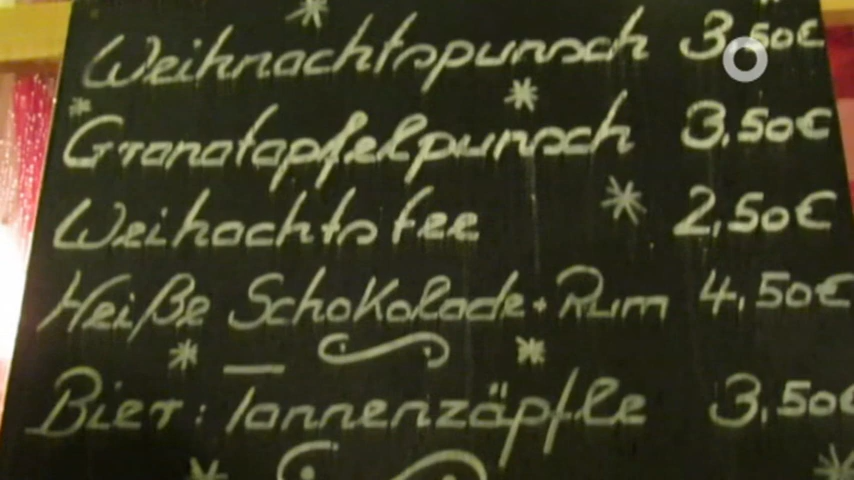 Weihnachtspunsch 3,50€
Granatapfelpunsch 3,50€
Weihachtstee 2,50€
Heiße Schokolade + Rum 4,50€
Bier: Tannenzäpfle 3,50€